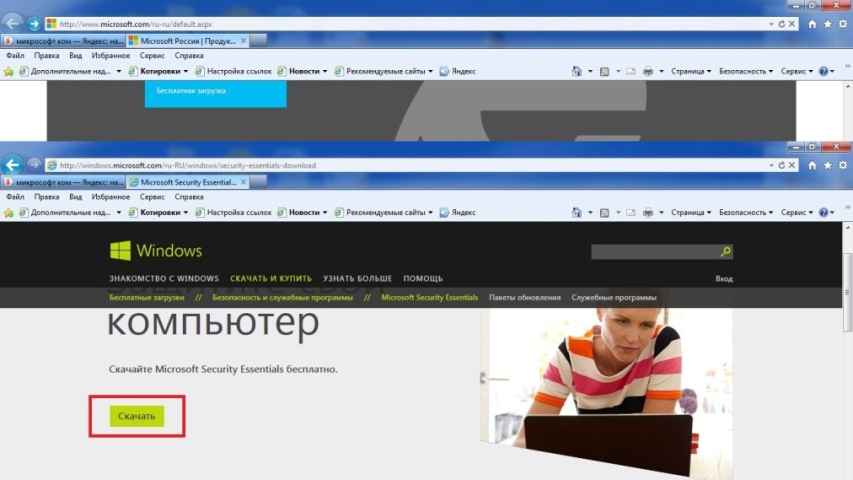 http://www.microsoft.com/ru-ru/default.aspx
микрософт ком — Яндекс: на...
Microsoft Россия | Продук...
Файл Правка Вид Избранное Сервис Справка
Дополнительные над... Котировки Настройка ссылок Новости Рекомендуемые сайты Яндекс Страница Безопасность Сервис
Бесплатная загрузка
http://windows.microsoft.com/ru-RU/windows/security-essentials-download
микрософт ком — Яндекс: на...
Microsoft Security Essential...
Файл Правка Вид Избранное Сервис Справка
Дополнительные над... Котировки Настройка ссылок Новости Рекомендуемые сайты Яндекс Страница Безопасность Сервис
Windows
ЗНАКОМСТВО С WINDOWS СКАЧАТЬ И КУПИТЬ УЗНАТЬ БОЛЬШЕ ПОМОЩЬ Вход
Бесплатные загрузки // Безопасность и служебные программы // Microsoft Security Essentials Пакеты обновления Служебные программы
компьютер
Скачайте Microsoft Security Essentials бесплатно.
Скачать